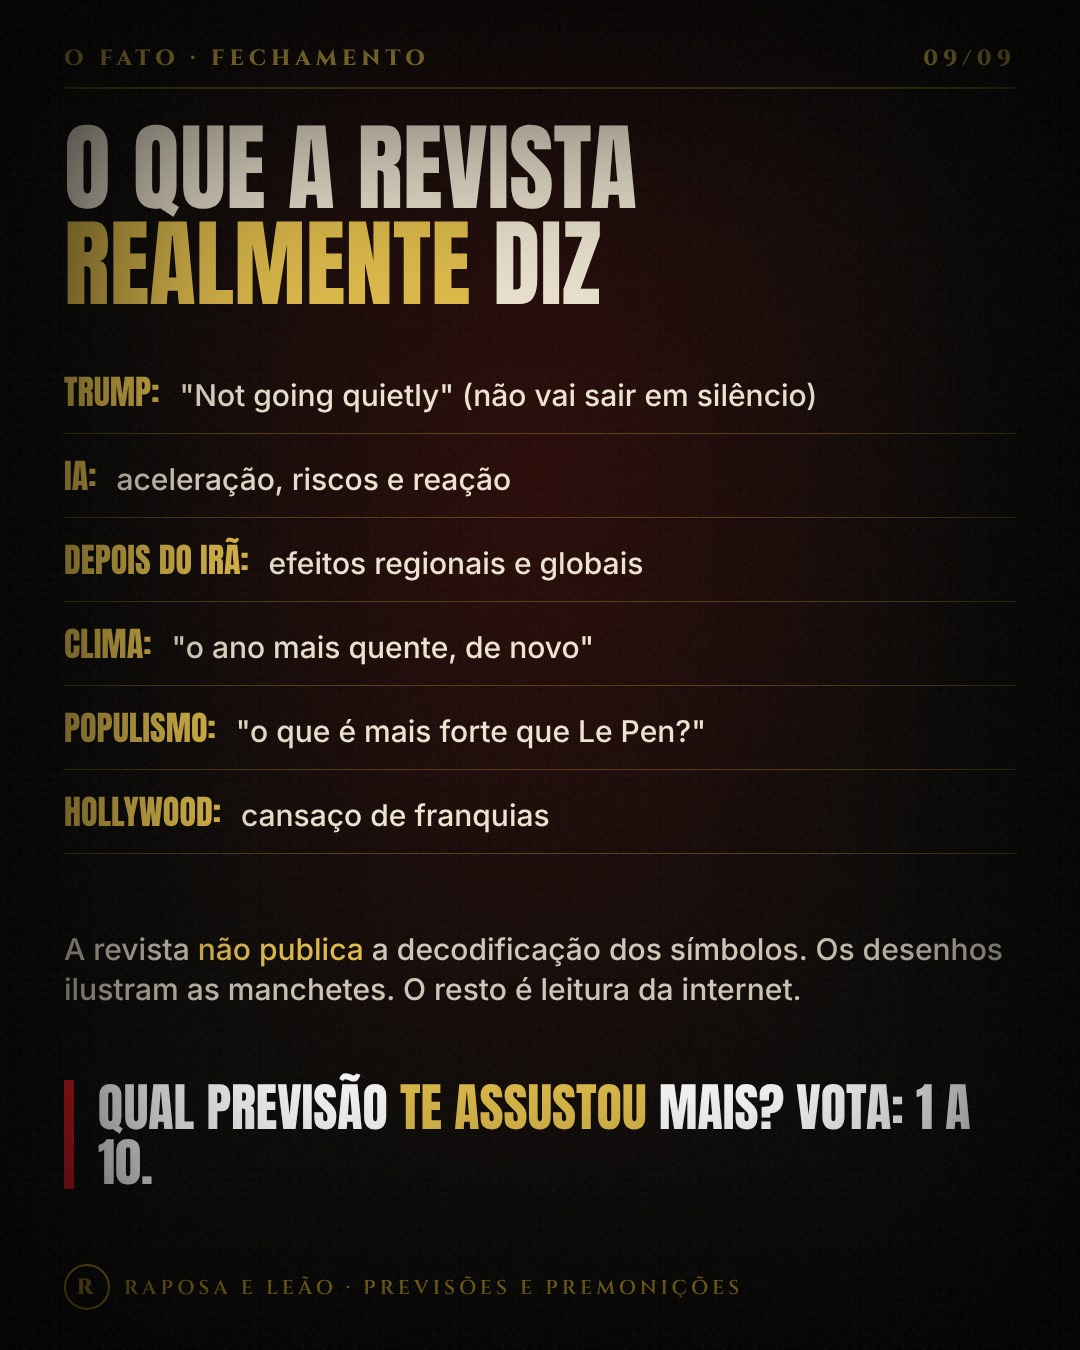 O FATO · FECHAMENTO
09/09
O QUE A REVISTA
REALMENTE DIZ
TRUMP: "Not going quietly" (não vai sair em silêncio)
IA: aceleração, riscos e reação
DEPOIS DO IRÃ: efeitos regionais e globais
CLIMA: "o ano mais quente, de novo"
POPULISMO: "o que é mais forte que Le Pen?"
HOLLYWOOD: cansaço de franquias
A revista não publica a decodificação dos símbolos. Os desenhos
ilustram as manchetes. O resto é leitura da internet.
QUAL PREVISÃO TE ASSUSTOU MAIS? VOTA: 1 A
10.
R RAPOSA E LEÃO · PREVISÕES E PREMONIÇÕES